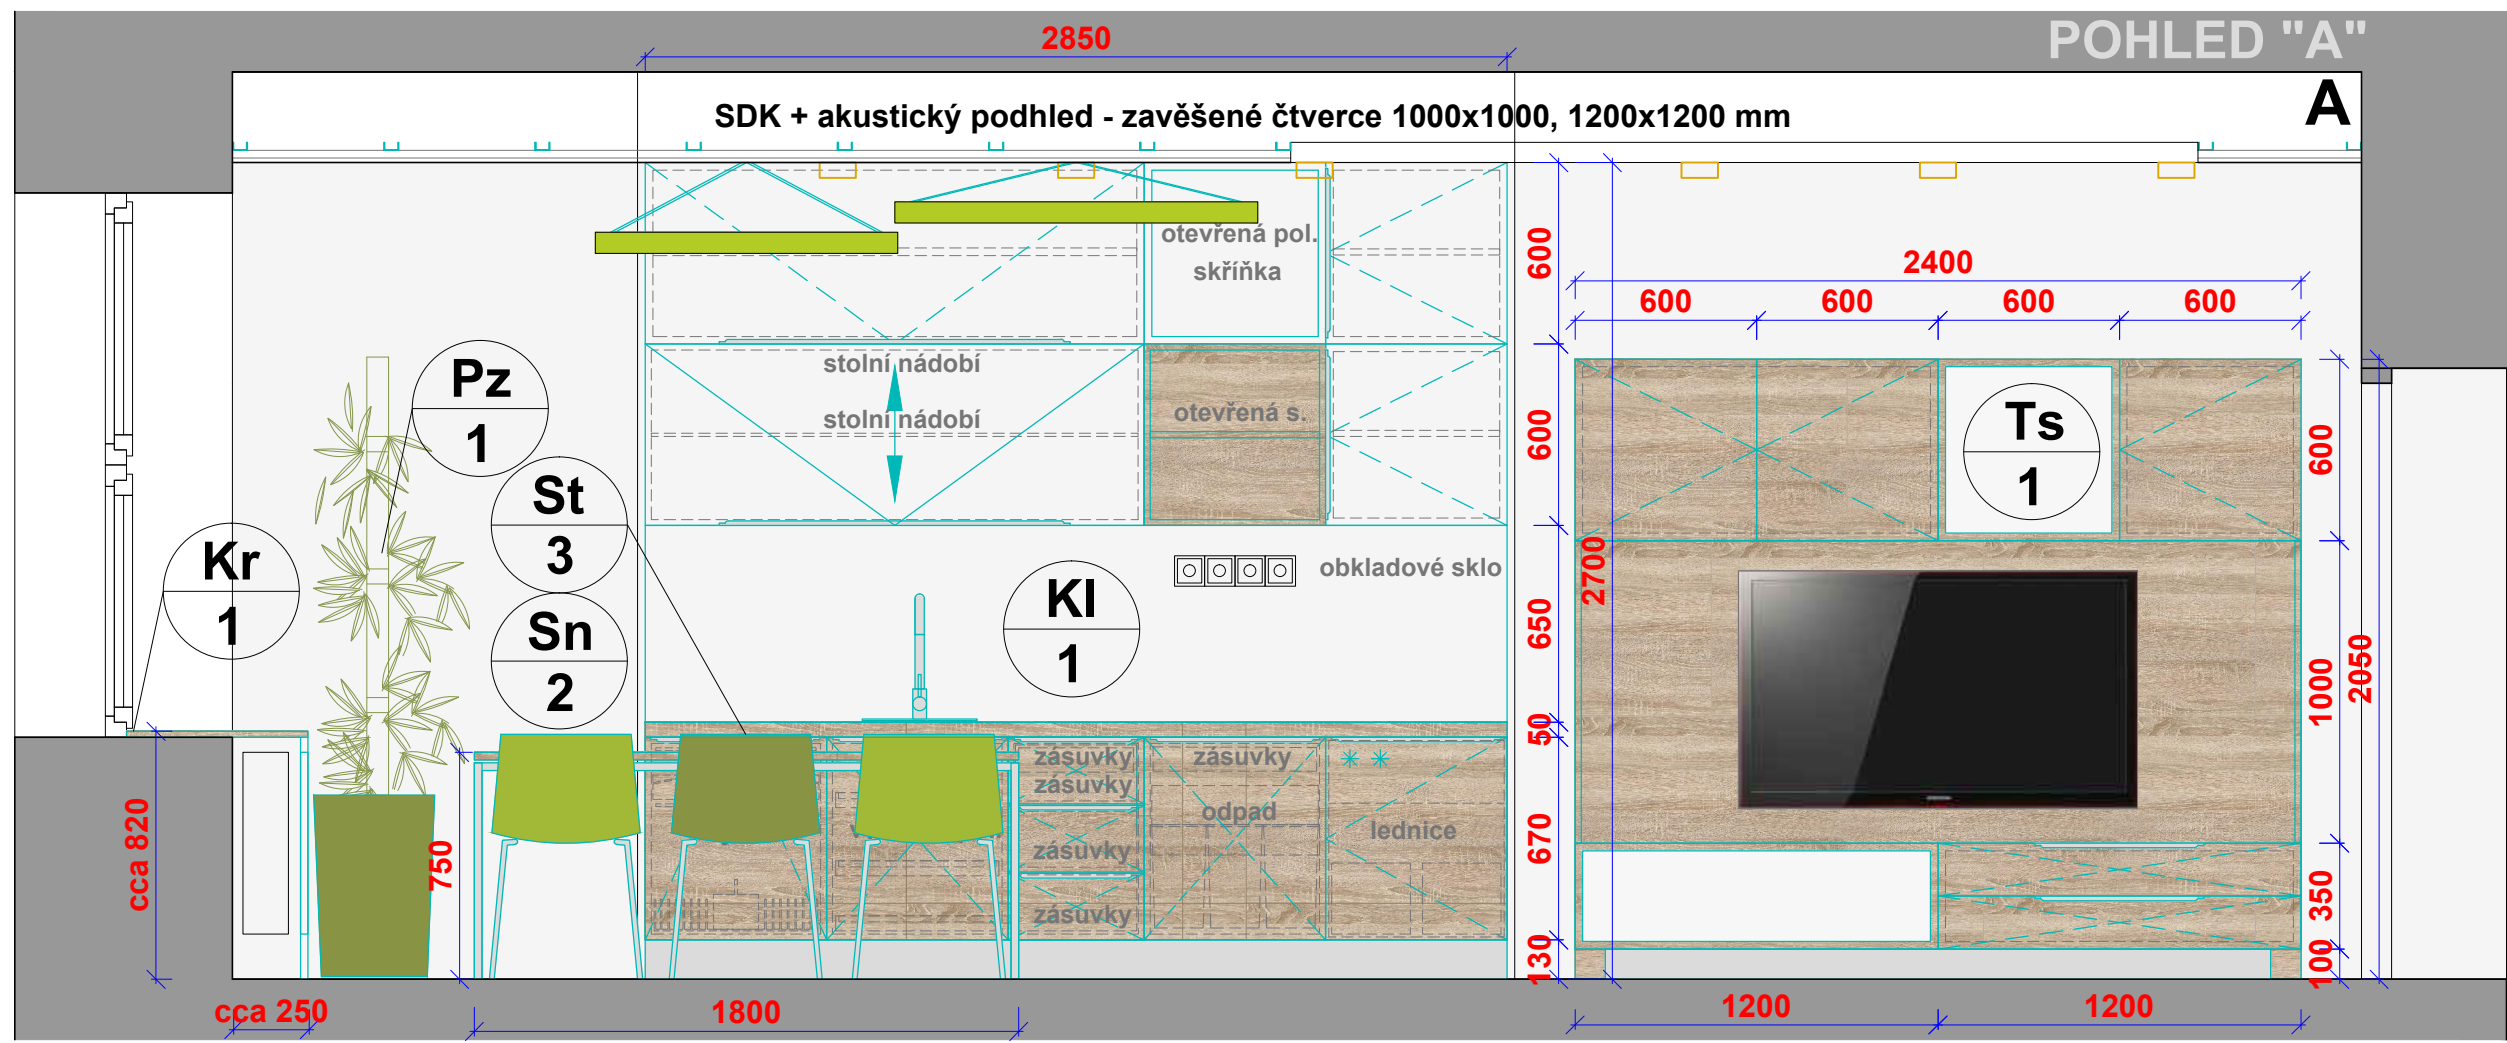 POHLED "A"
2850
A
SDK + akustický podhled - zavěšené čtverce 1000x1000, 1200x1200 mm
otevřená pol.
skříňka
600
2400
600
600
600
600
stolní nádobí
stolní nádobí
otevřená s.
600
Pz
1
St
3
Sn
2
Kr
1
Kl
1
Ts
1
obkladové sklo
2700
600
650
50
670
130
600
1000
2050
350
100
zásuvky
zásuvky
zásuvky
zásuvky
zásuvky
odpad
lednice
cca 820
750
cca 250
1800
1200
1200